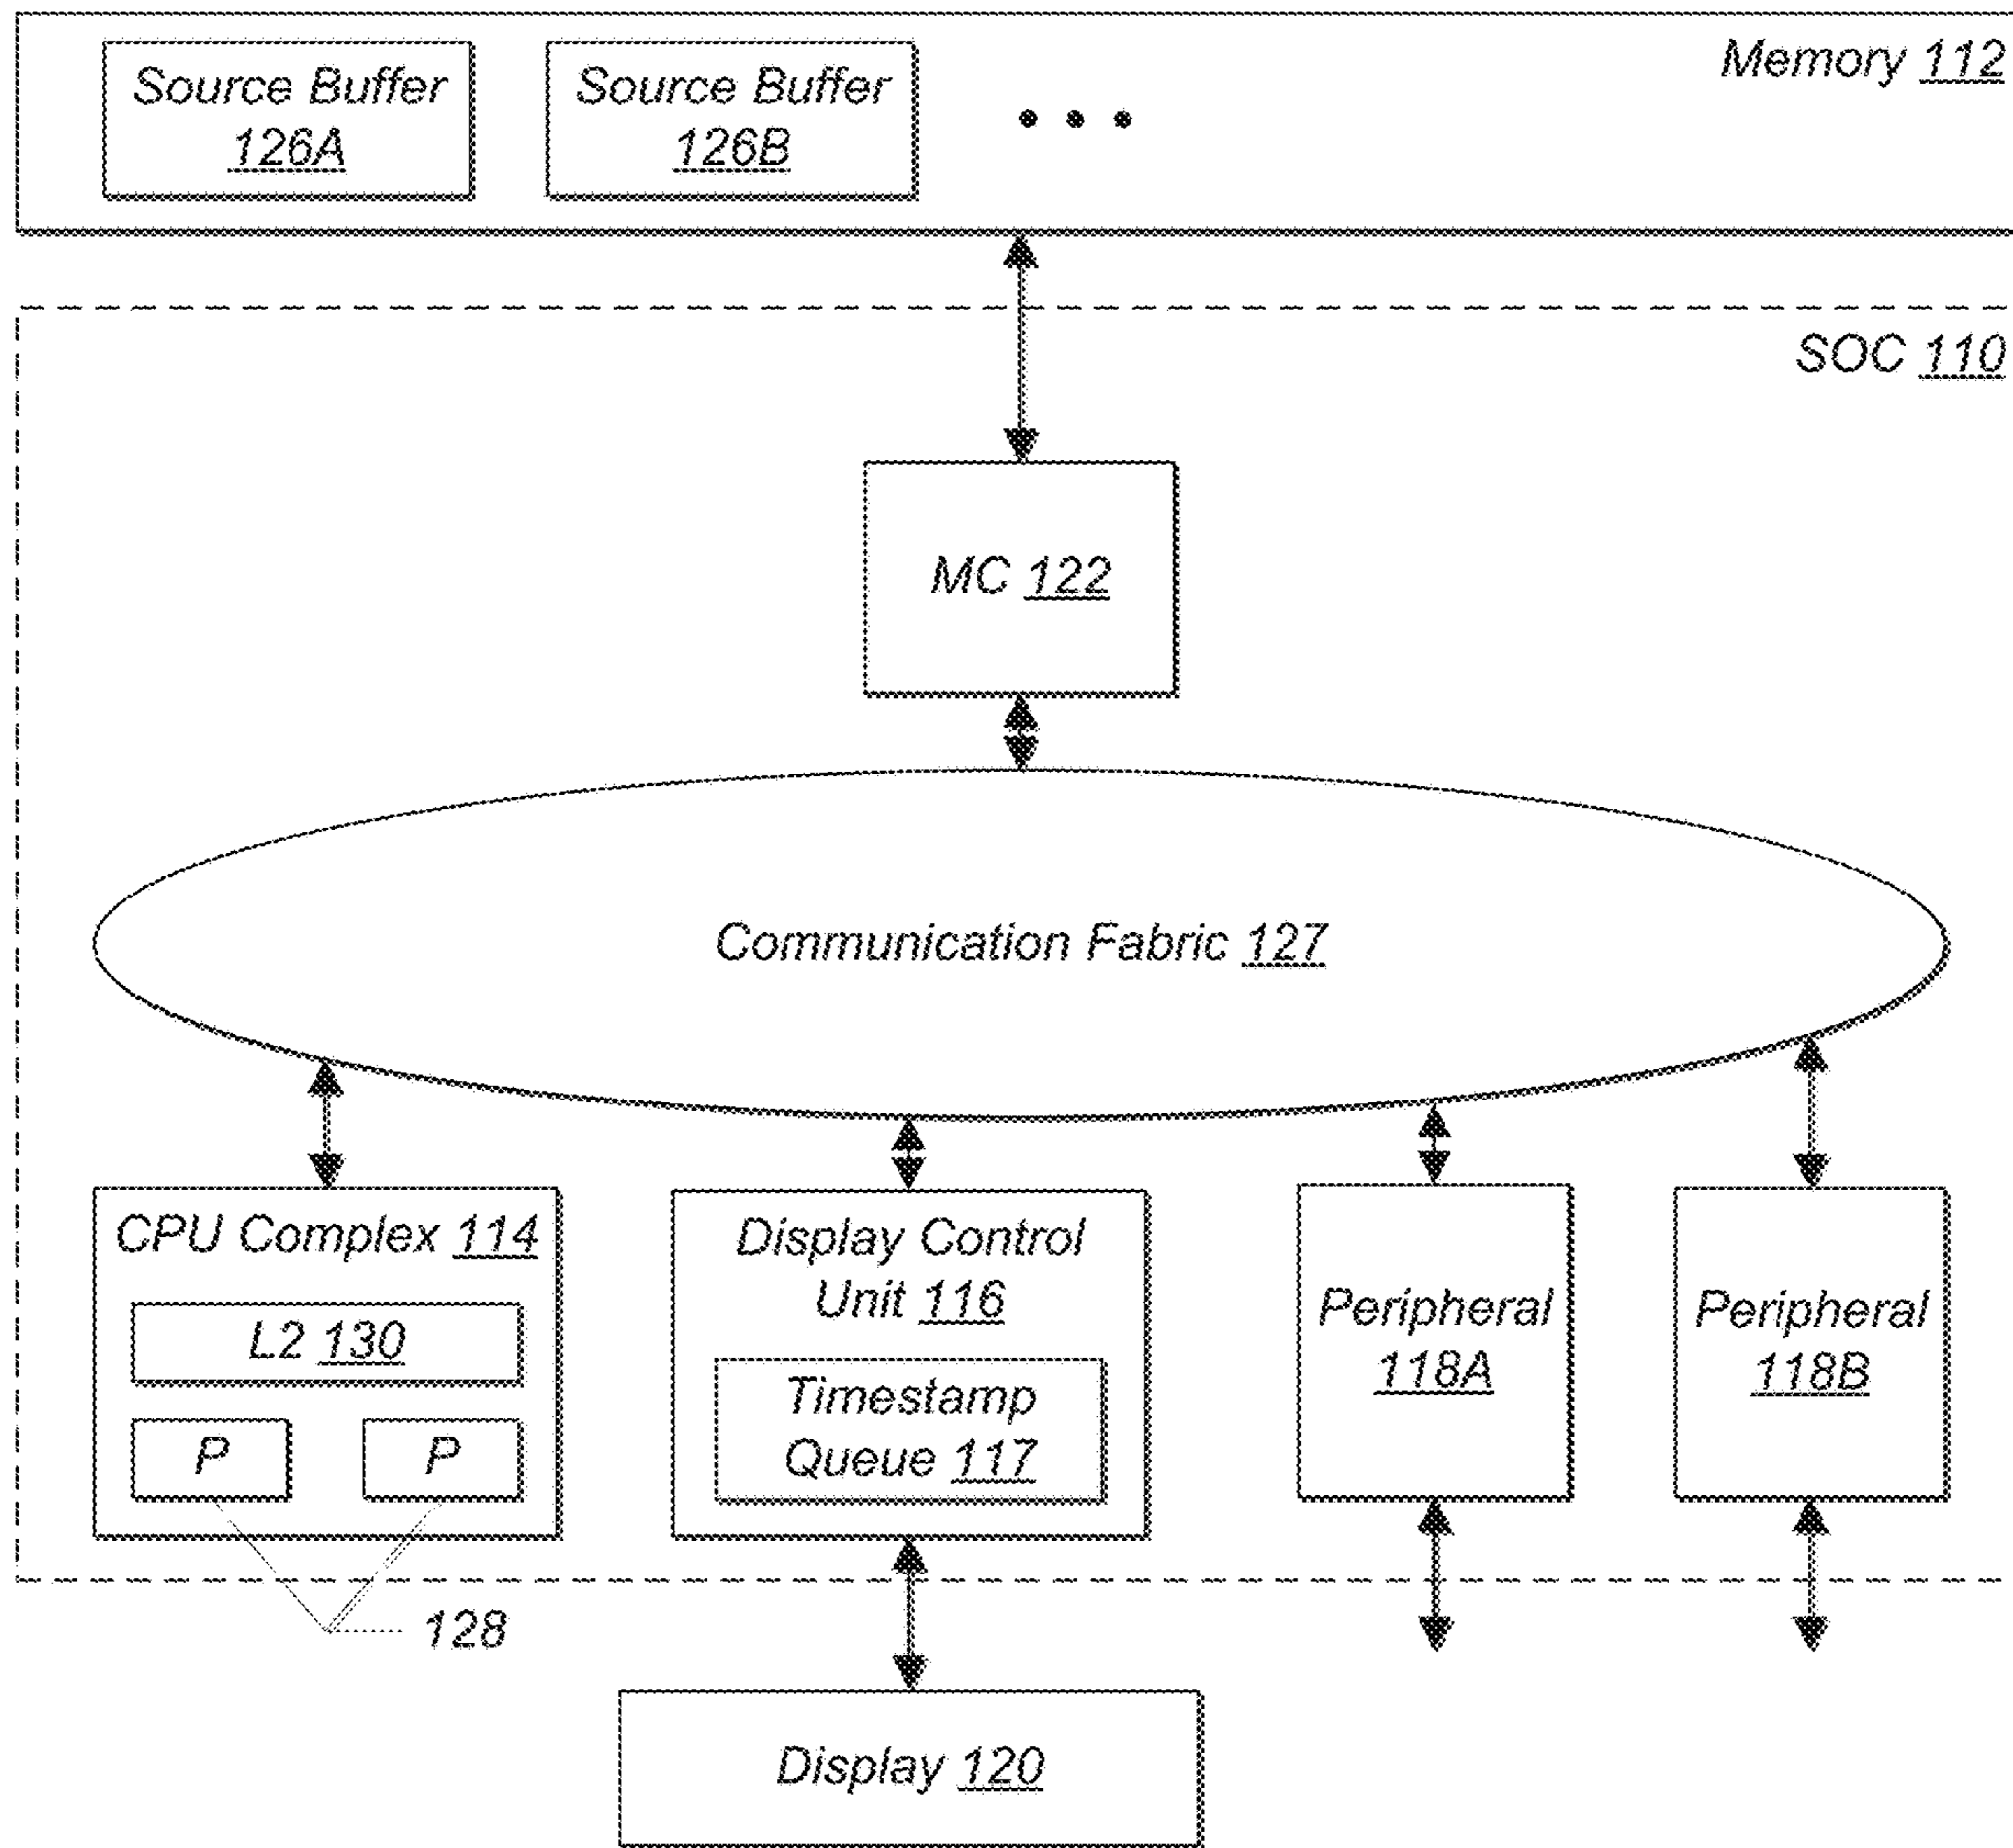 Memory 112
Source Buffer
126A
Source Buffer
126B
SOC 110
MC 122
Communication Fabric 127
CPU Complex 114
L2 130
P
P
128
Display Control
Unit 116
Timestamp
Queue 117
Peripheral
118A
Peripheral
118B
Display 120